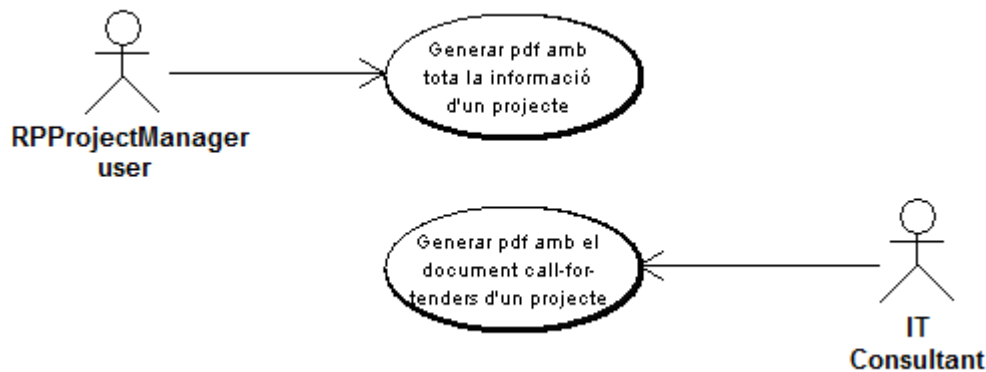 Generar pdf amb
tota la informació
d'un projecte
RPProjectManager
user
Generar pdf amb el
document call-for-
tenders d'un projecte
IT
Consultant